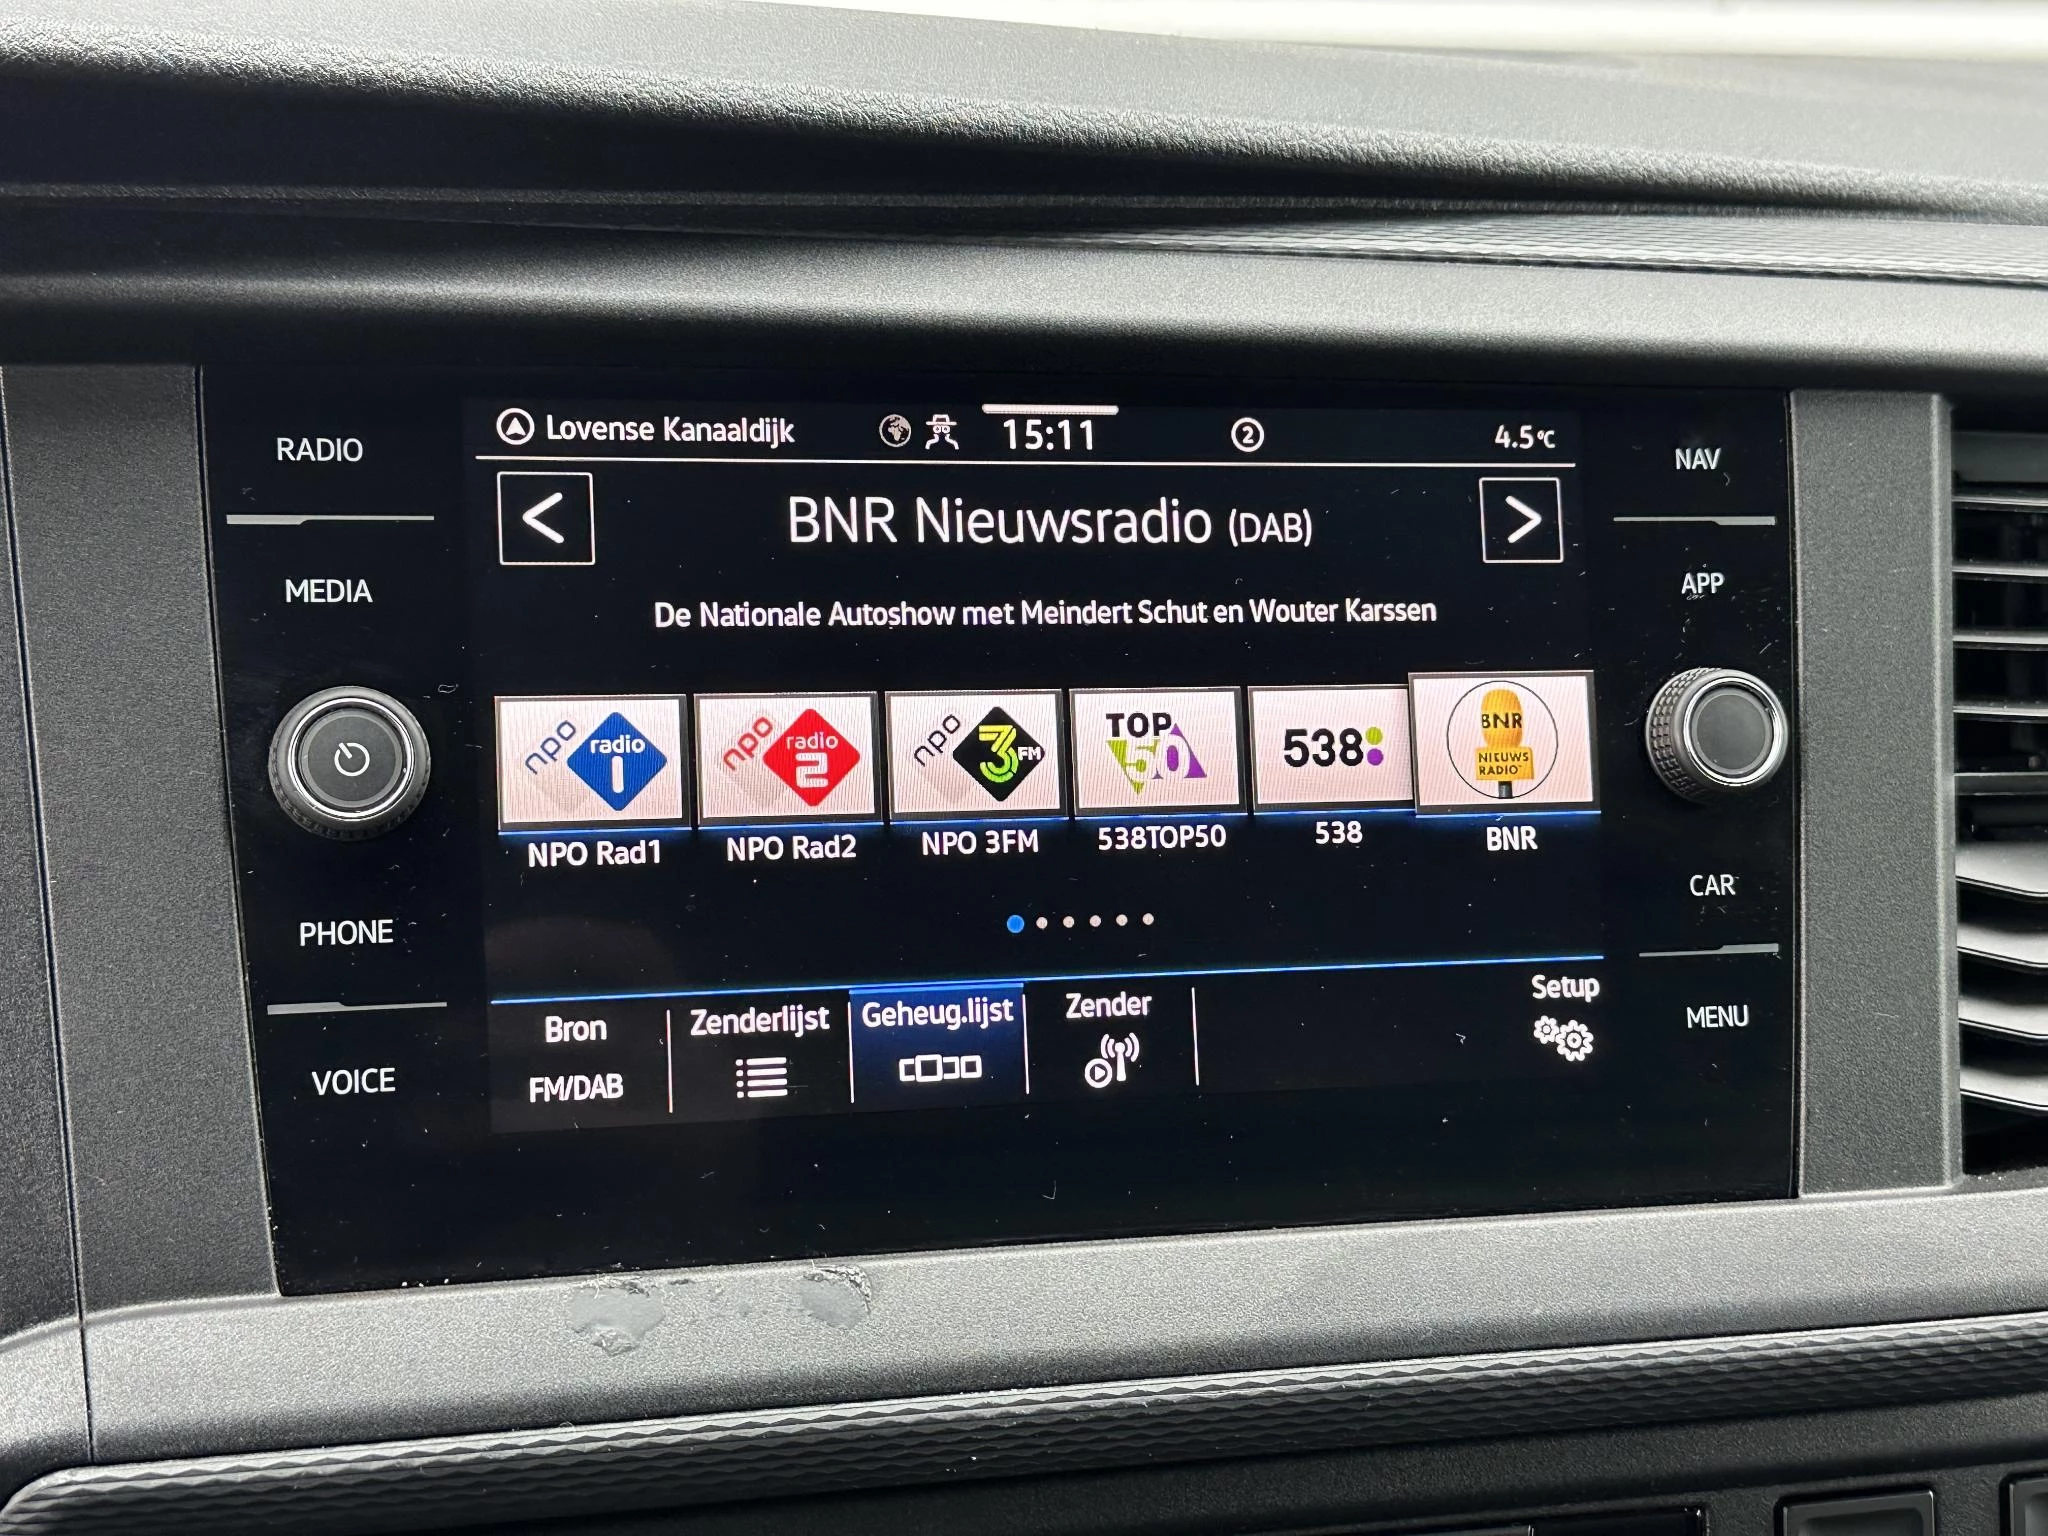 RADIO
MEDIA
PHONE
VOICE
Lovense Kanaaldijk
15:11
2
4.5°C
BNR Nieuwsradio (DAB)
De Nationale Autoshow met Meindert Schut en Wouter Karssen
npo radio 1
npo radio 2
npo 3FM
TOP 50
538
BNR NIEUWS RADIO
NPO Rad1
NPO Rad2
NPO 3FM
538TOP50
538
BNR
Bron
FM/DAB
Zenderlijst
Geheug.lijst
Zender
Setup
NAV
APP
CAR
MENU